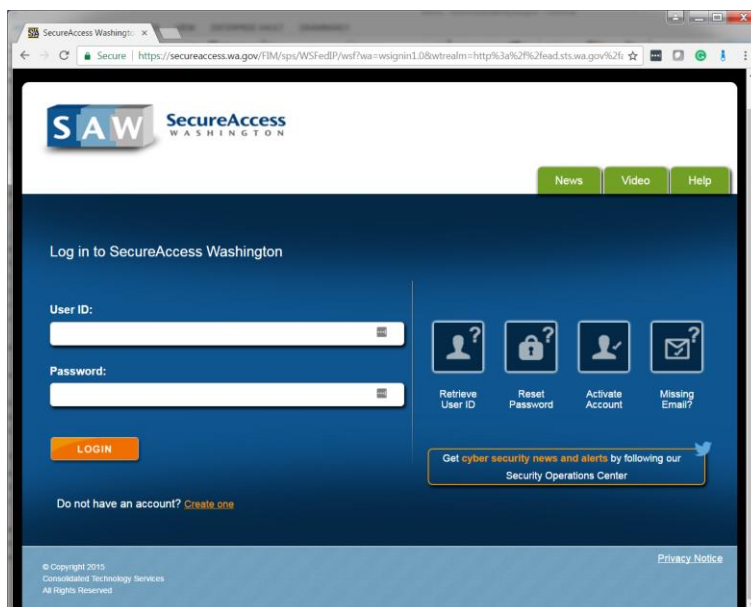 SecureAccess Washingto
Secure | https://secureaccess.wa.gov/FIM/sps/WSFedIP/wsf?wa=wsignin1.0&wtrealm=http%3a%2f%2fead.sts.wa.gov%2f
SAW SecureAccess
WASHINGTON
News Video Help
Log in to SecureAccess Washington
User ID:
Password:
Retrieve
User ID
Reset
Password
Activate
Account
Missing
Email?
LOGIN
Get cyber security news and alerts by following our
Security Operations Center
Do not have an account? Create one
Privacy Notice
© Copyright 2015
Consolidated Technology Services
All Rights Reserved